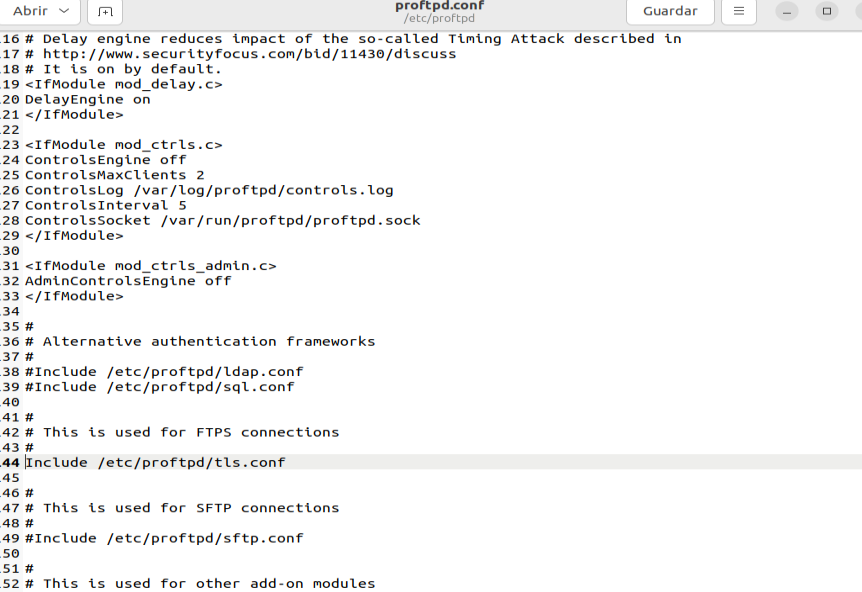 Abrir
proftpd.conf
/etc/proftpd
Guardar
16 # Delay engine reduces impact of the so-called Timing Attack described in
17 # http://www.securityfocus.com/bid/11430/discuss
18 # It is on by default.
19 <IfModule mod_delay.c>
20 DelayEngine on
21 </IfModule>
22
23 <IfModule mod_ctrls.c>
24 ControlsEngine off
25 ControlsMaxClients 2
26 ControlsLog /var/log/proftpd/controls.log
27 ControlsInterval 5
28 ControlsSocket /var/run/proftpd/proftpd.sock
29 </IfModule>
30
31 <IfModule mod_ctrls_admin.c>
32 AdminControlsEngine off
33 </IfModule>
34
35 #
36 # Alternative authentication frameworks
37 #
38 #Include /etc/proftpd/ldap.conf
39 #Include /etc/proftpd/sql.conf
40
41 #
42 # This is used for FTPS connections
43 #
44 Include /etc/proftpd/tls.conf
45
46 #
47 # This is used for SFTP connections
48 #
49 #Include /etc/proftpd/sftp.conf
50
51 #
52 # This is used for other add-on modules